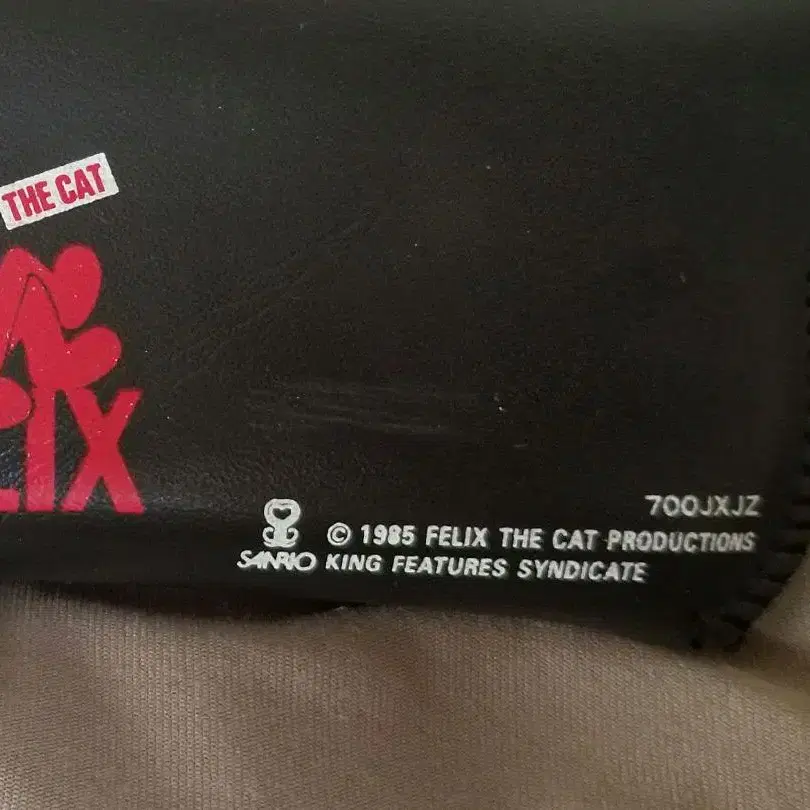 THE CAT
LIX
700JXJZ
© 1985 FELIX THE CAT PRODUCTIONS
SANRIO KING FEATURES SYNDICATE